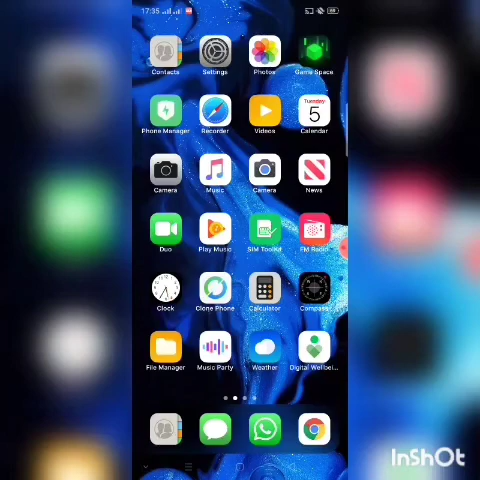 17:35
Contacts Settings Photos Game Space
Tuesday
5
Phone Manager Recorder Videos Calendar
Camera Music Camera News
Duo Play Music SIM Toolkit FM Radio
Clock Clone Phone Calculator Compass
File Manager Music Party Weather Digital Wellbei...
InShOt